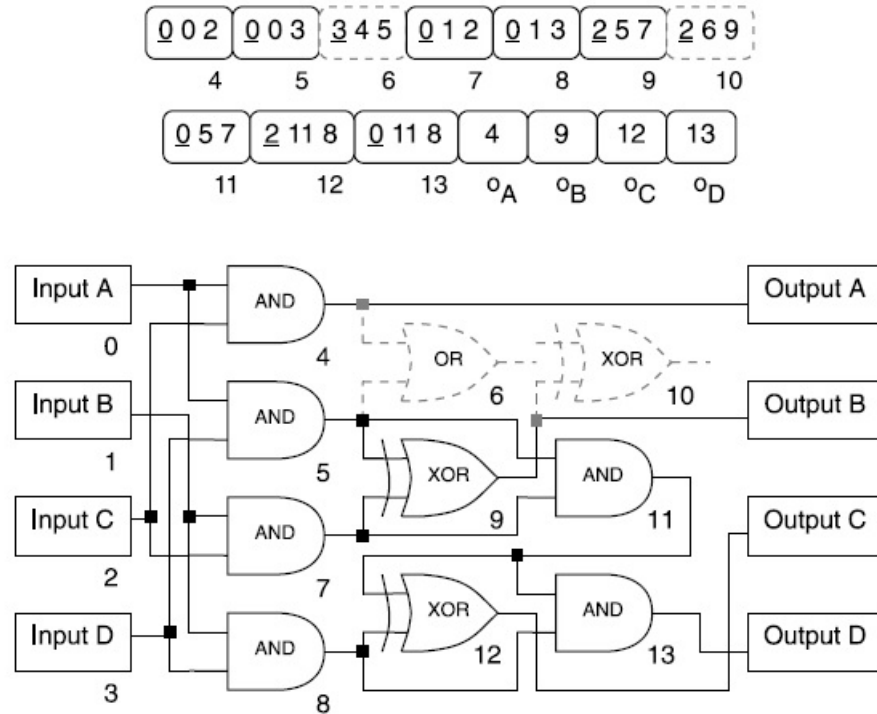 0 0 2 0 0 3 3 4 5 0 1 2 0 1 3 2 5 7 2 6 9
4 5 6 7 8 9 10
0 5 7 2 11 8 0 11 8 4 9 12 13
11 12 13 oA oB oC oD
Input A AND Output A
OR XOR
0 4 6 10
Input B AND Output B
1 5 XOR AND
9 11
Input C AND Output C
2 7
XOR AND
12 13
Input D AND Output D
3 8